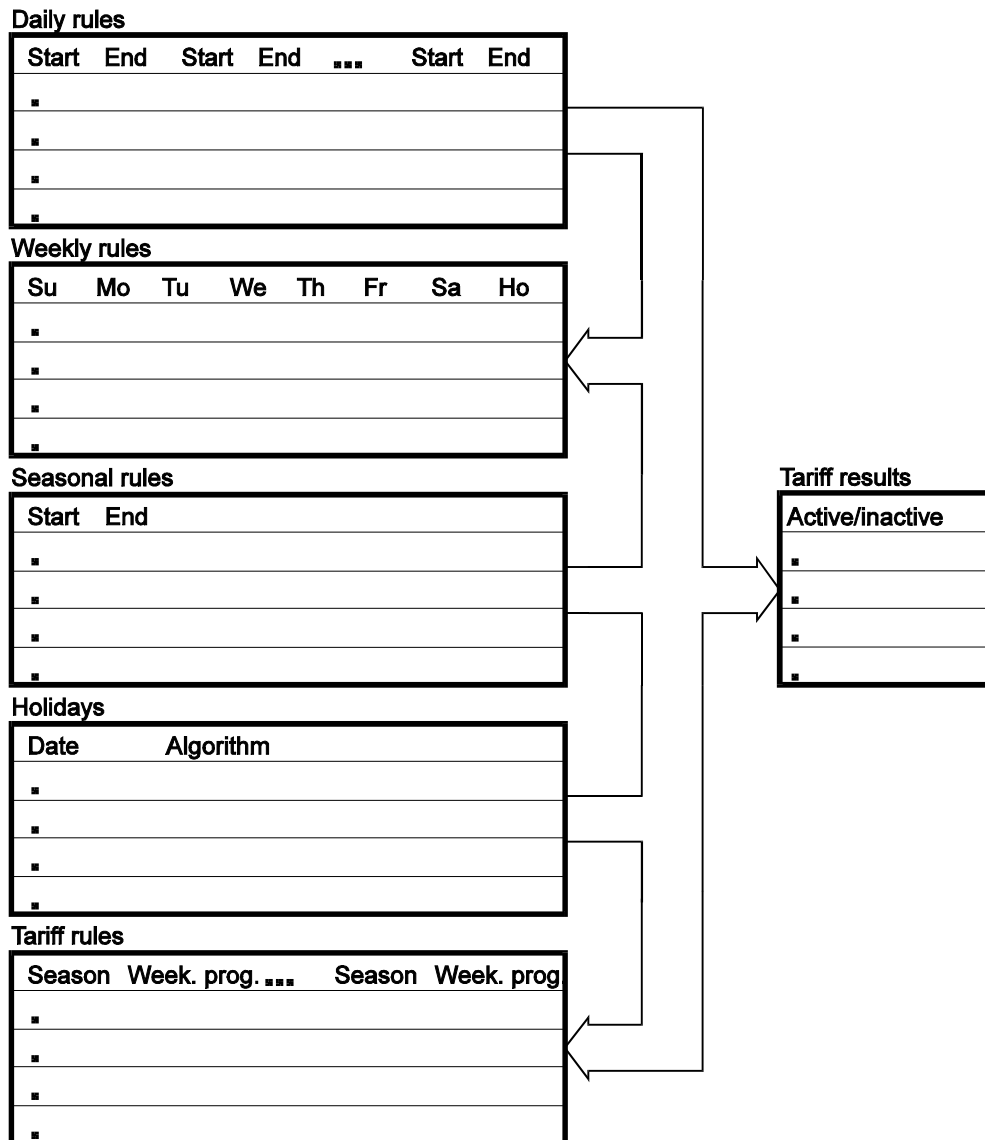 Daily rules
Start End Start End ... Start End
Weekly rules
Su Mo Tu We Th Fr Sa Ho
Seasonal rules
Start End
Tariff results
Active/inactive
Holidays
Date Algorithm
Tariff rules
Season Week. prog. ... Season Week. prog.